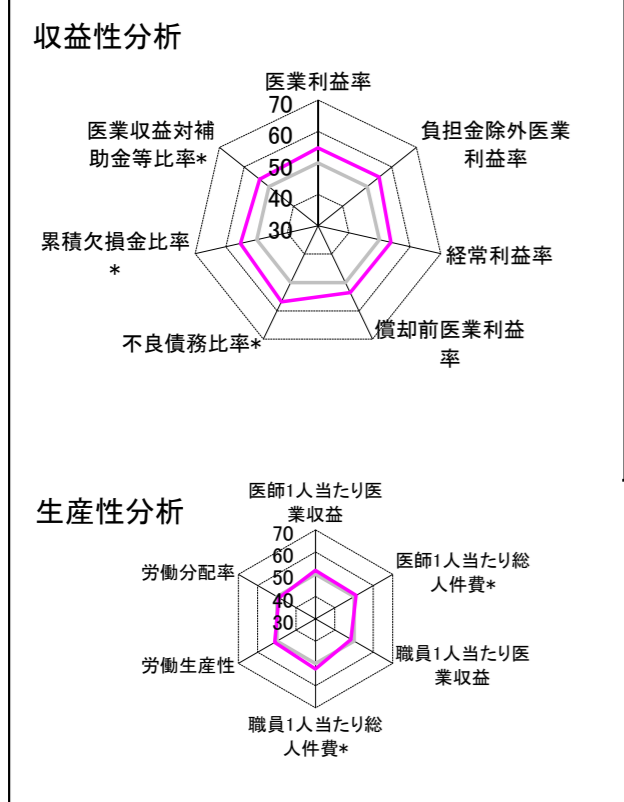 収益性分析
医業利益率
70
60
50
40
30
負担金除外医業
利益率
経常利益率
償却前医業利益
率
不良債務比率*
累積欠損金比率
*
医業収益対補
助金等比率*
生産性分析
医師1人当たり医
業収益
70
60
50
40
30
医師1人当たり総
人件費*
職員1人当たり医
業収益
職員1人当たり総
人件費*
労働生産性
労働分配率